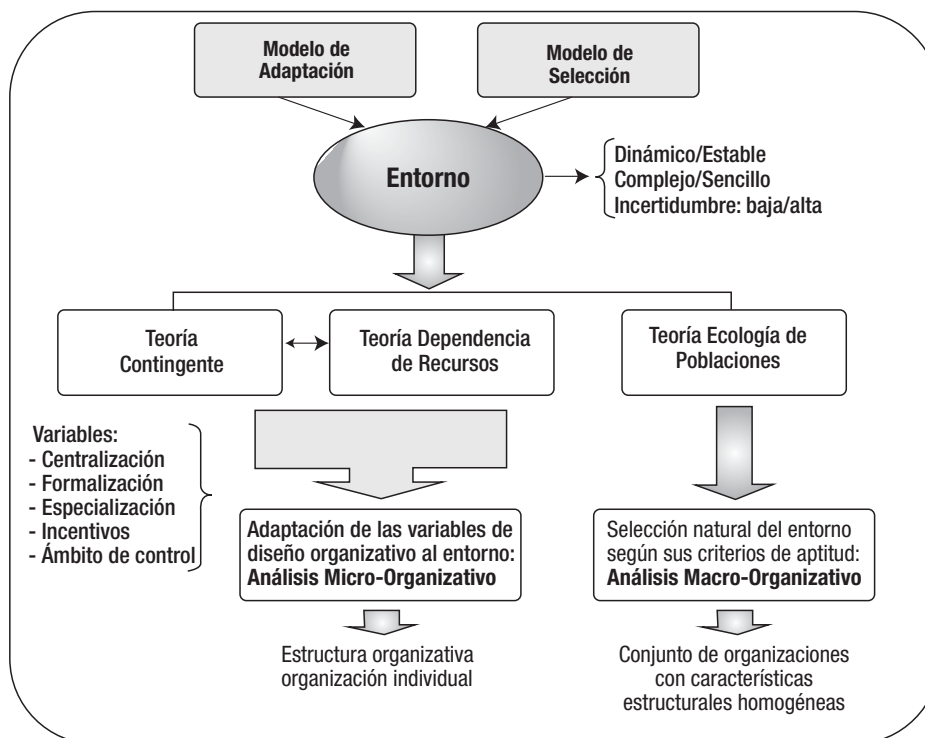 Modelo de
Adaptación
Modelo de
Selección
Entorno
Dinámico/Estable
Complejo/Sencillo
Incertidumbre: baja/alta
Teoría
Contingente
Teoría Dependencia
de Recursos
Teoría Ecología de
Poblaciones
Variables:
- Centralización
- Formalización
- Especialización
- Incentivos
- Ámbito de control
Adaptación de las variables de
diseño organizativo al entorno:
Análisis Micro-Organizativo
Selección natural del entorno
según sus criterios de aptitud:
Análisis Macro-Organizativo
Estructura organizativa
organización individual
Conjunto de organizaciones
con características
estructurales homogéneas